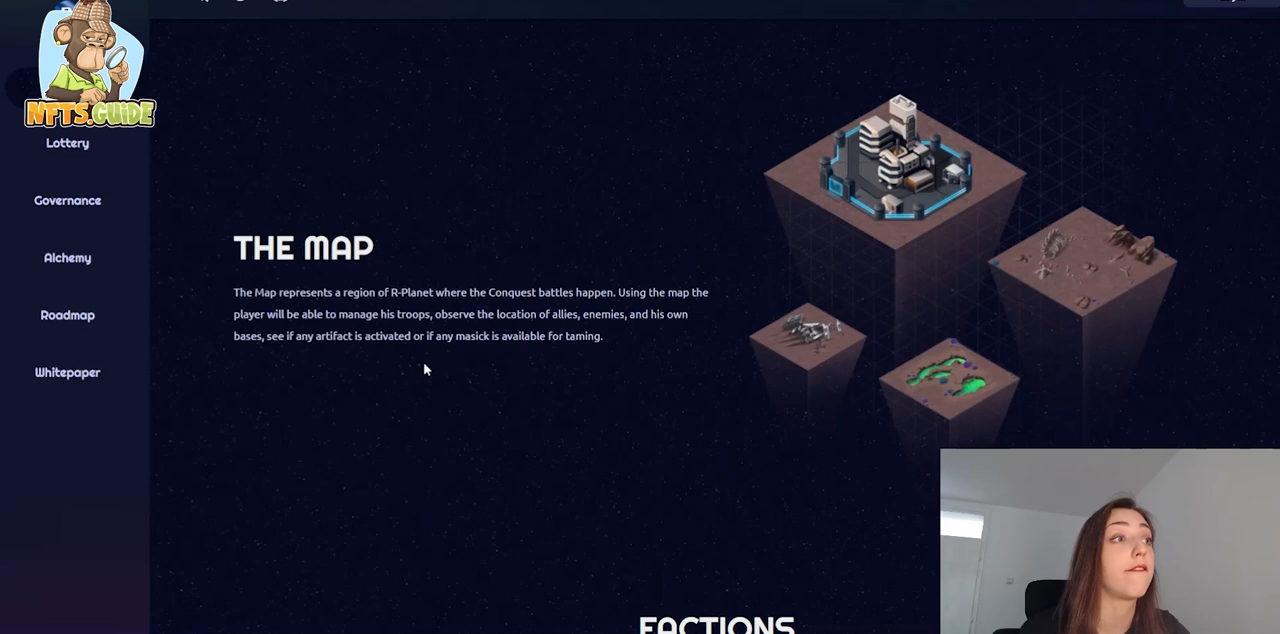 NFTS.GUIDE
Lottery
Governance
Alchemy
Roadmap
Whitepaper
THE MAP
The Map represents a region of R-Planet where the Conquest battles happen. Using the map the
player will be able to manage his troops, observe the location of allies, enemies, and his own
bases, see if any artifact is activated or if any masick is available for taming.
FACTIONS